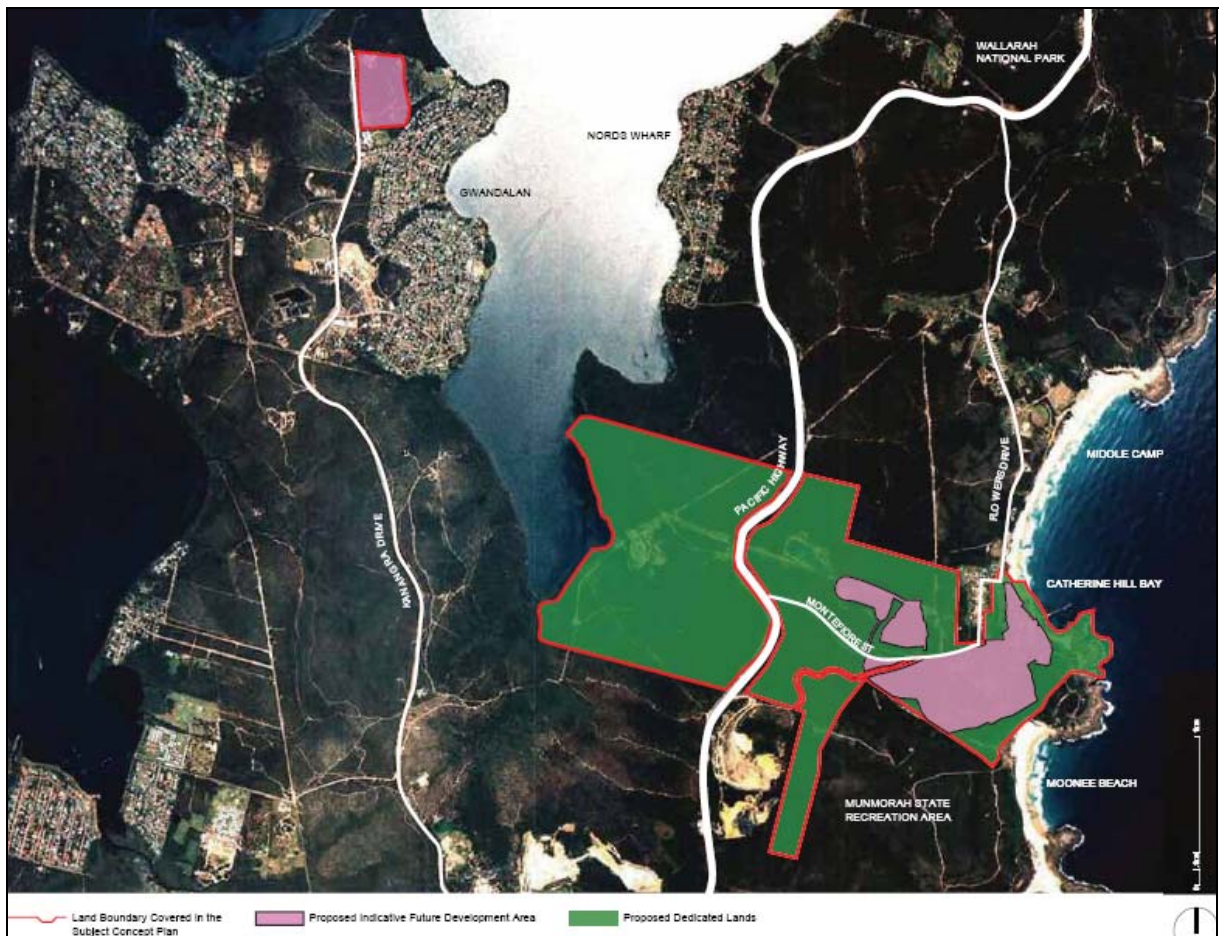 WALLARAH
NATIONAL PARK
NORDS WHARF
GWANDALAN
PACIFIC HIGHWAY
FLOWERS DRIVE
MIDDLE CAMP
KANANGRA DRIVE
CATHERINE HILL BAY
MONTEFIORE ST
MOONEE BEACH
MUNMORAH STATE
RECREATION AREA
Land Boundary Covered in the
Subject Concept Plan
Proposed Indicative Future Development Area
Proposed Dedicated Lands